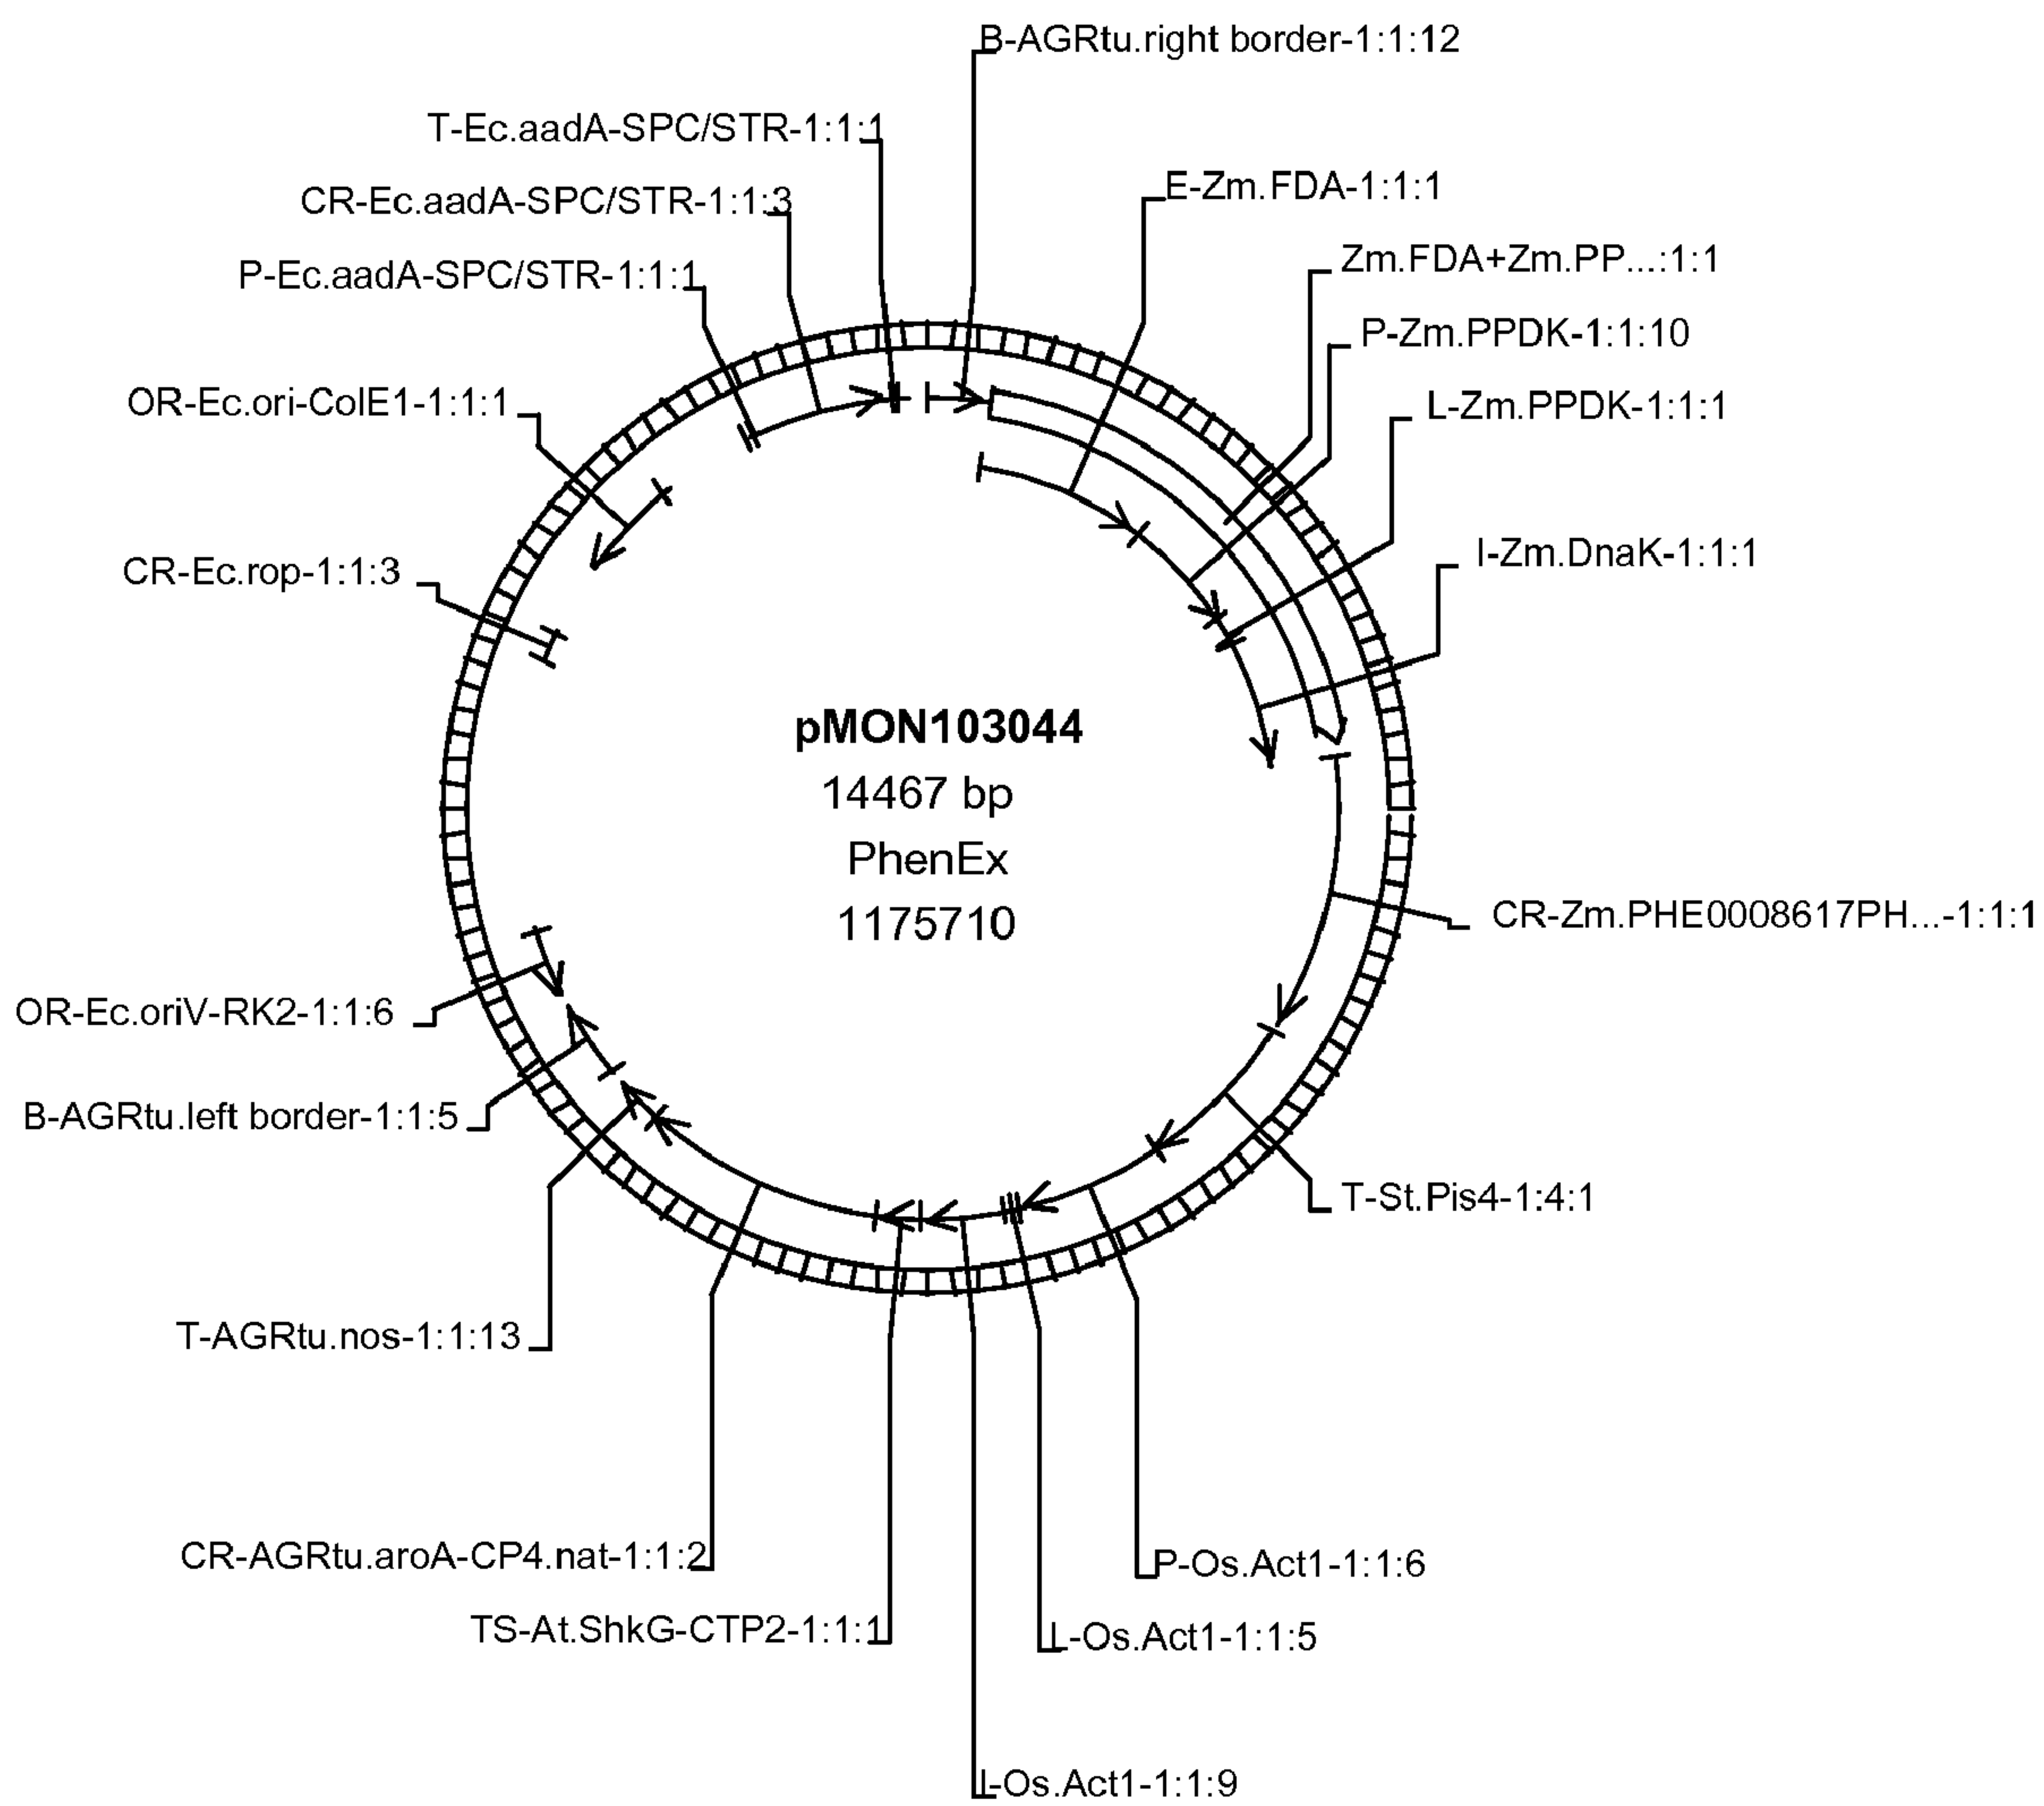 B-AGRtu.right border-1:1:12
T-Ec.aadA-SPC/STR-1:1:1
E-Zm.FDA-1:1:1
CR-Ec.aadA-SPC/STR-1:1:3
Zm.FDA+Zm.PP...:1:1
P-Ec.aadA-SPC/STR-1:1:1
P-Zm.PPDK-1:1:10
OR-Ec.ori-ColE1-1:1:1
L-Zm.PPDK-1:1:1
I-Zm.DnaK-1:1:1
CR-Ec.rop-1:1:3
pMON103044
14467 bp
PhenEx
1175710
CR-Zm.PHE0008617PH...-1:1:1
OR-Ec.oriV-RK2-1:1:6
B-AGRtu.left border-1:1:5
T-St.Pis4-1:4:1
T-AGRtu.nos-1:1:13
CR-AGRtu.aroA-CP4.nat-1:1:2
P-Os.Act1-1:1:6
TS-At.ShkG-CTP2-1:1:1
L-Os.Act1-1:1:5
I-Os.Act1-1:1:9